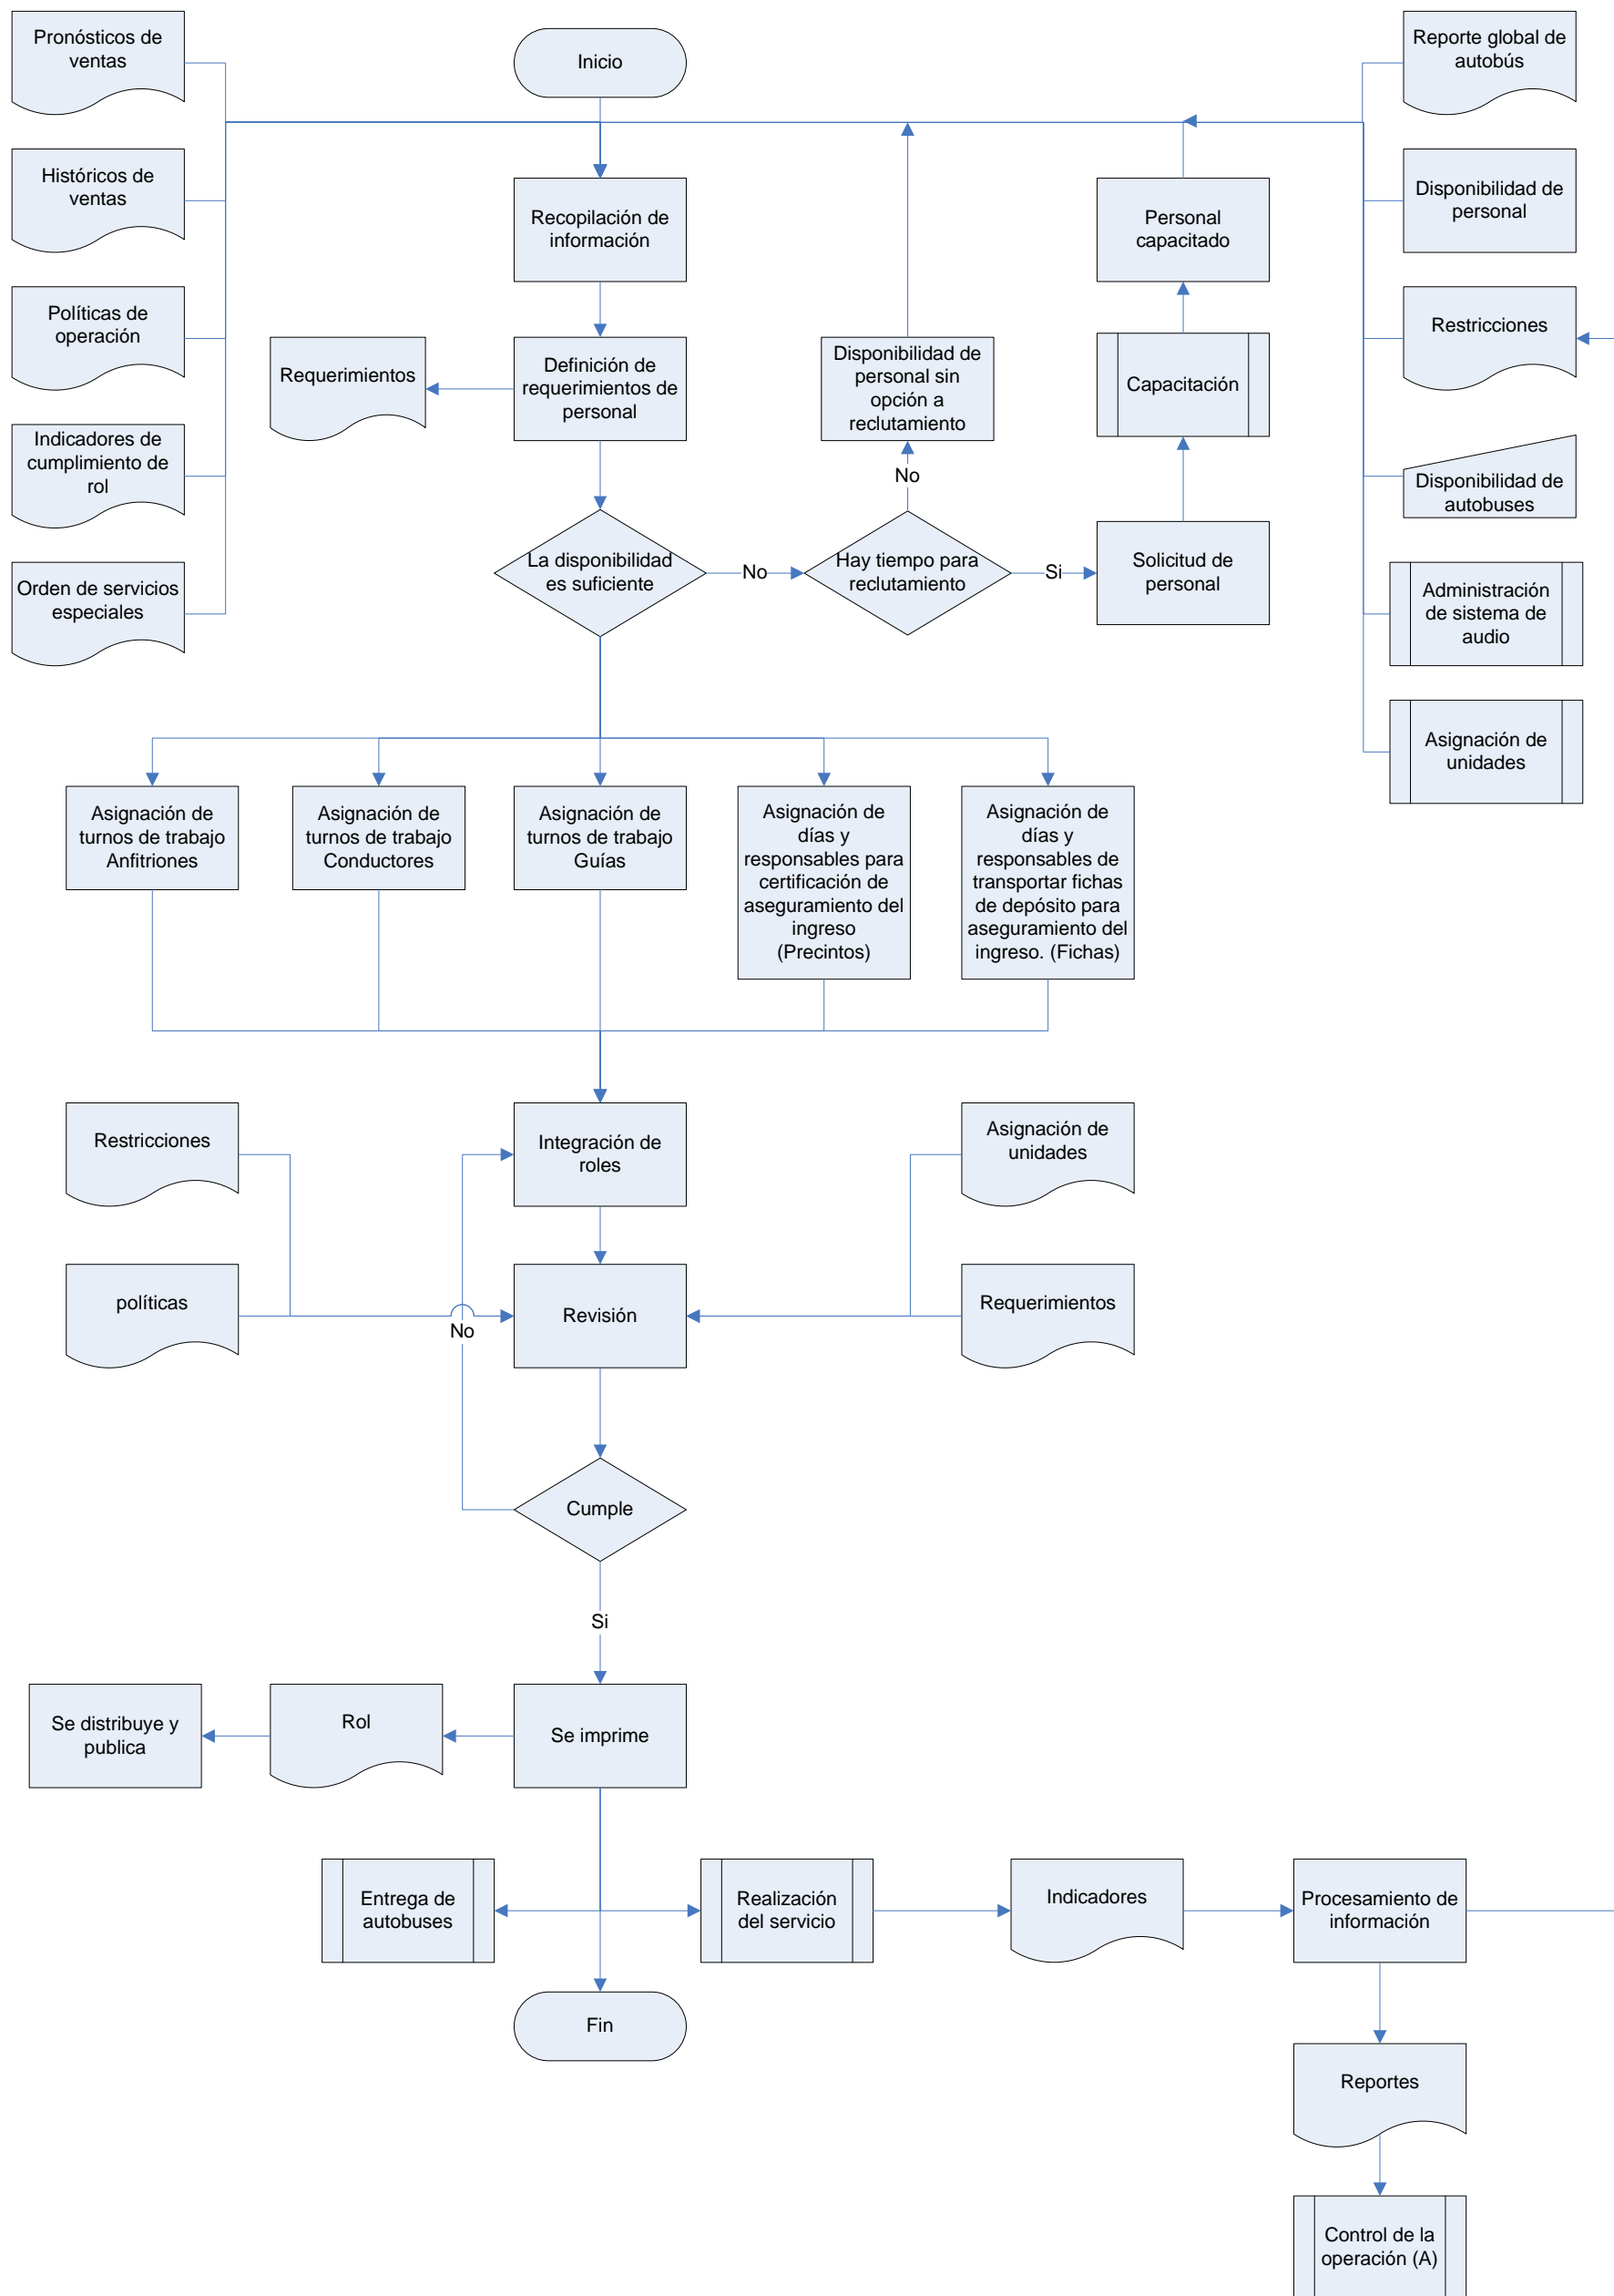 Pronósticos de
ventas
Inicio
Reporte global de
autobús
Históricos de
ventas
Recopilación de
información
Personal
capacitado
Disponibilidad de
personal
Políticas de
operación
Requerimientos
Definición de
requerimientos de
personal
Disponibilidad de
personal sin
opción a
reclutamiento
Capacitación
Restricciones
Indicadores de
cumplimiento de
rol
No
Disponibilidad de
autobuses
La disponibilidad
es suficiente
No
Hay tiempo para
reclutamiento
Si
Solicitud de
personal
Orden de servicios
especiales
Administración
de sistema de
audio
Asignación de
unidades
Asignación de
turnos de trabajo
Anfitriones
Asignación de
turnos de trabajo
Conductores
Asignación de
turnos de trabajo
Guías
Asignación de
días y
responsables para
certificación de
aseguramiento del
ingreso
(Precintos)
Asignación de
días y
responsables de
transportar fichas
de depósito para
aseguramiento del
ingreso. (Fichas)
Restricciones
Integración de
roles
Asignación de
unidades
políticas
No
Revisión
Requerimientos
Cumple
Si
Se distribuye y
publica
Rol
Se imprime
Entrega de
autobuses
Realización
del servicio
Indicadores
Procesamiento de
información
Fin
Reportes
Control de la
operación (A)